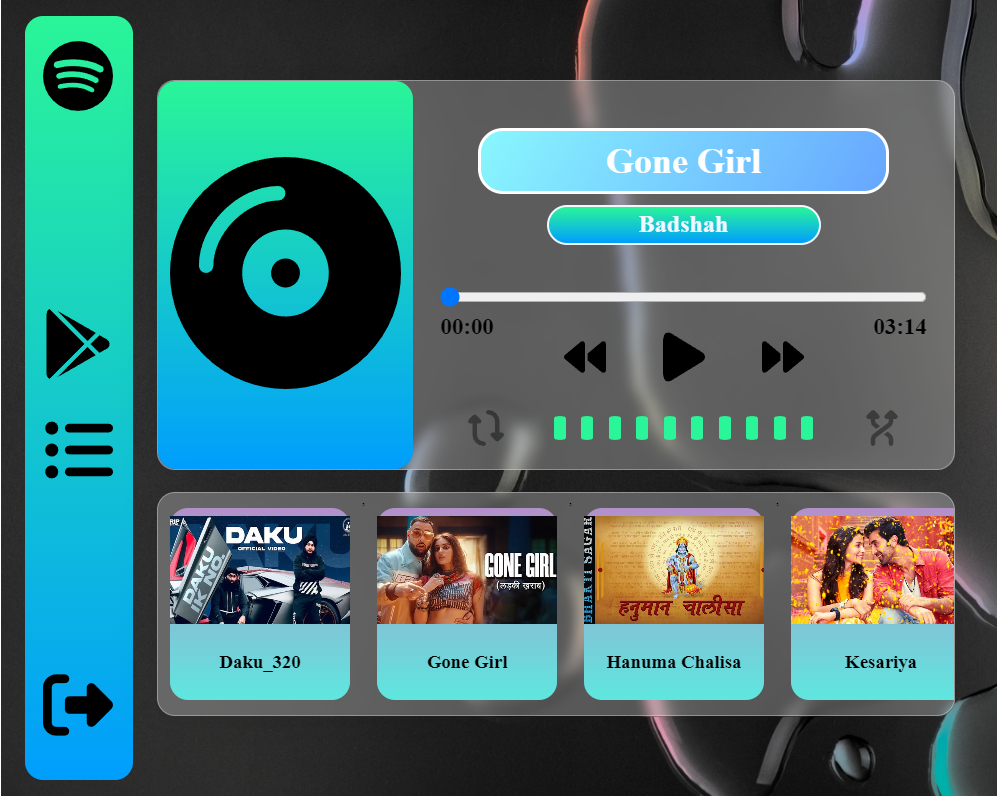 Gone Girl
Badshah
00:00
03:14
DAKU
OFFICIAL VIDEO
DAKU
IK NO.
GONE GIRL
(लड़की ख़राब)
BHAKTI SAGAR
हनुमान चालीसा
Daku_320
Gone Girl
Hanuma Chalisa
Kesariya